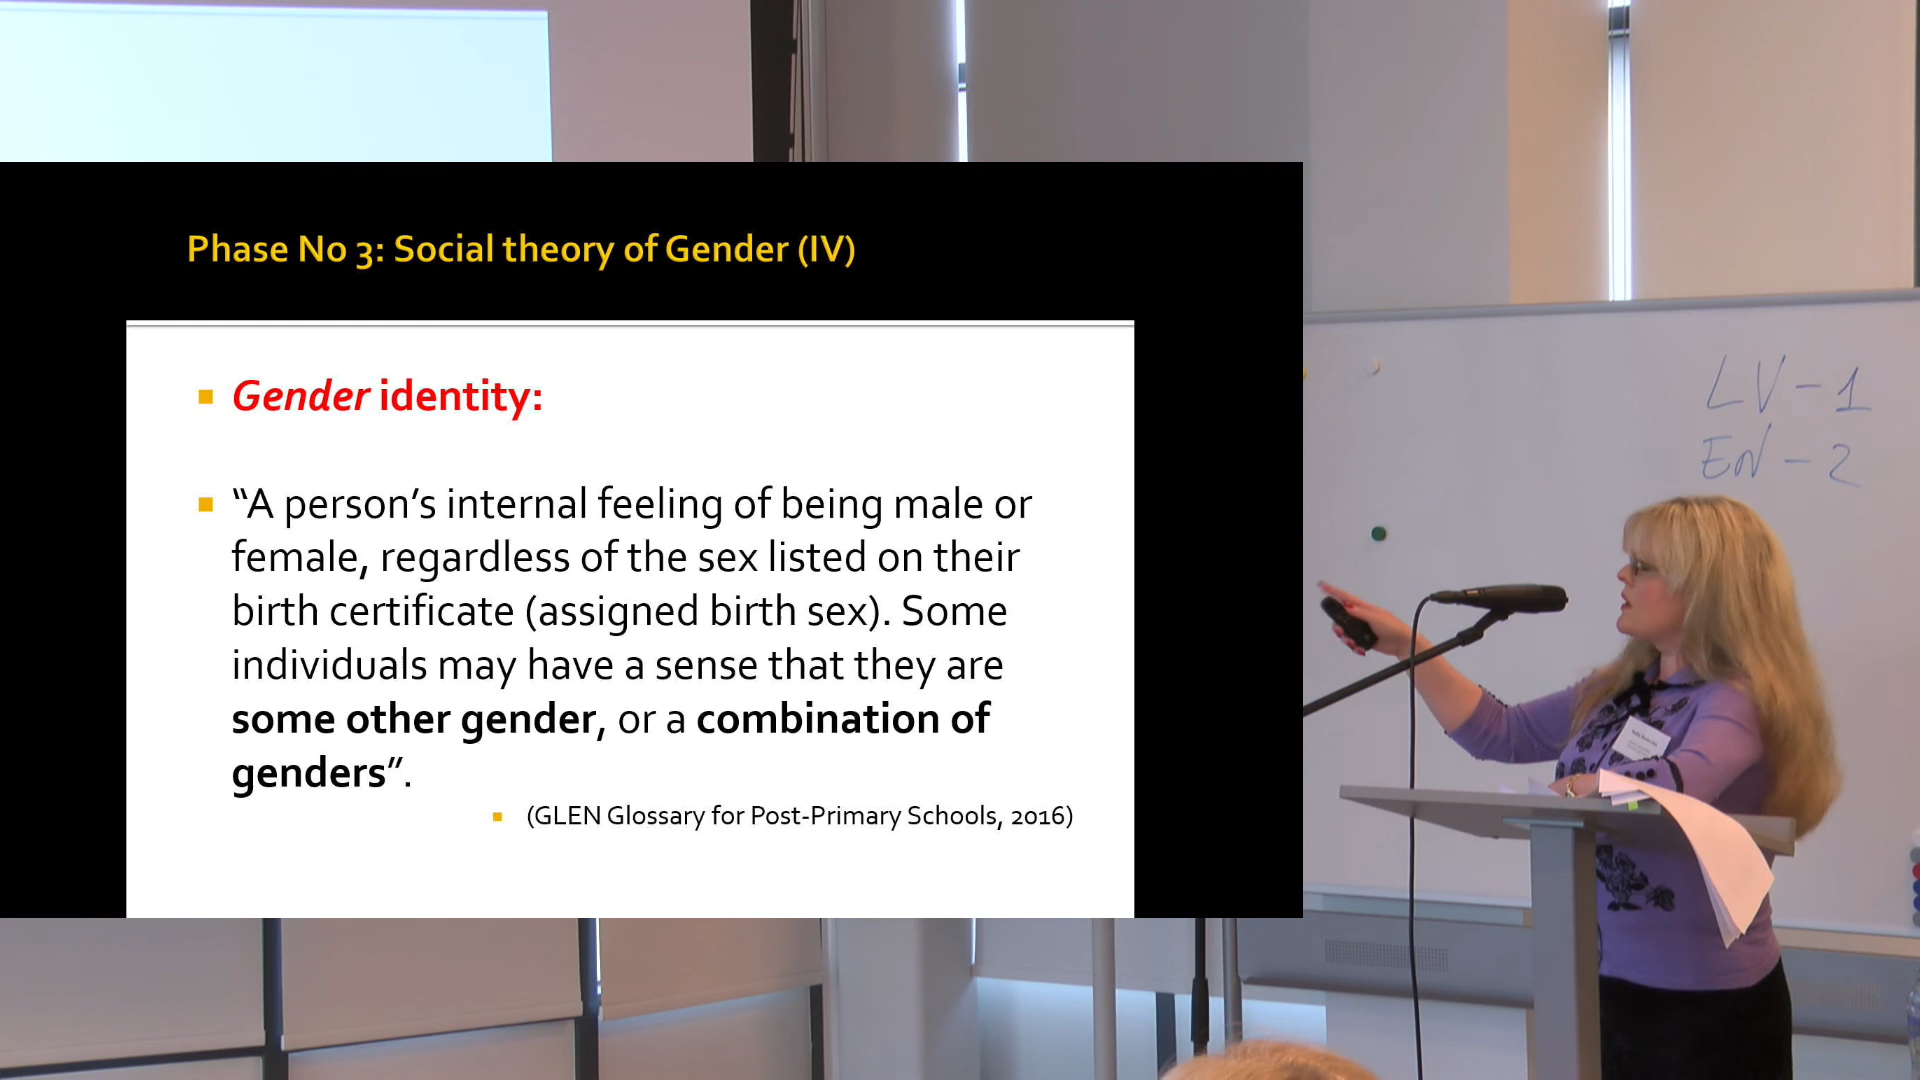 Phase No 3: Social theory of Gender (IV)
Gender identity:
“A person’s internal feeling of being male or
female, regardless of the sex listed on their
birth certificate (assigned birth sex). Some
individuals may have a sense that they are
some other gender, or a combination of
genders”.
(GLEN Glossary for Post-Primary Schools, 2016)
LV-1
EN-2